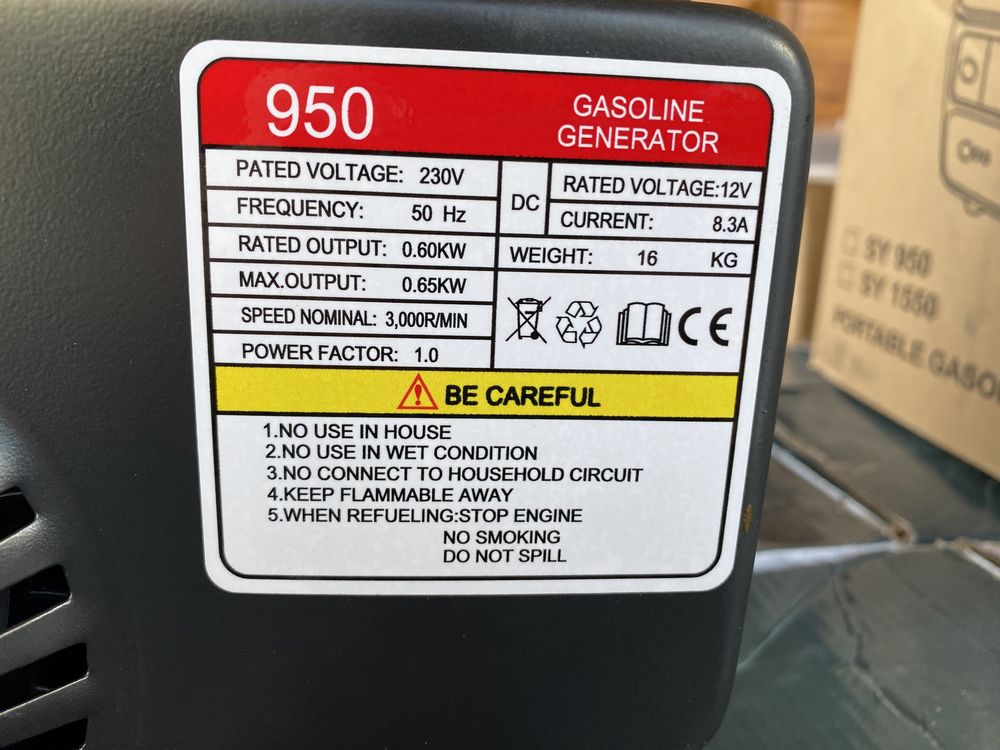 950
GASOLINE
GENERATOR
PATED VOLTAGE: 230V
FREQUENCY: 50 Hz
RATED OUTPUT: 0.60KW
MAX.OUTPUT: 0.65KW
SPEED NOMINAL: 3,000R/MIN
POWER FACTOR: 1.0
DC
RATED VOLTAGE:12V
CURRENT: 8.3A
WEIGHT: 16 KG
CE
BE CAREFUL
1.NO USE IN HOUSE
2.NO USE IN WET CONDITION
3.NO CONNECT TO HOUSEHOLD CIRCUIT
4.KEEP FLAMMABLE AWAY
5.WHEN REFUELING:STOP ENGINE
NO SMOKING
DO NOT SPILL
SY 950
SY 1550
PORTABLE GASO